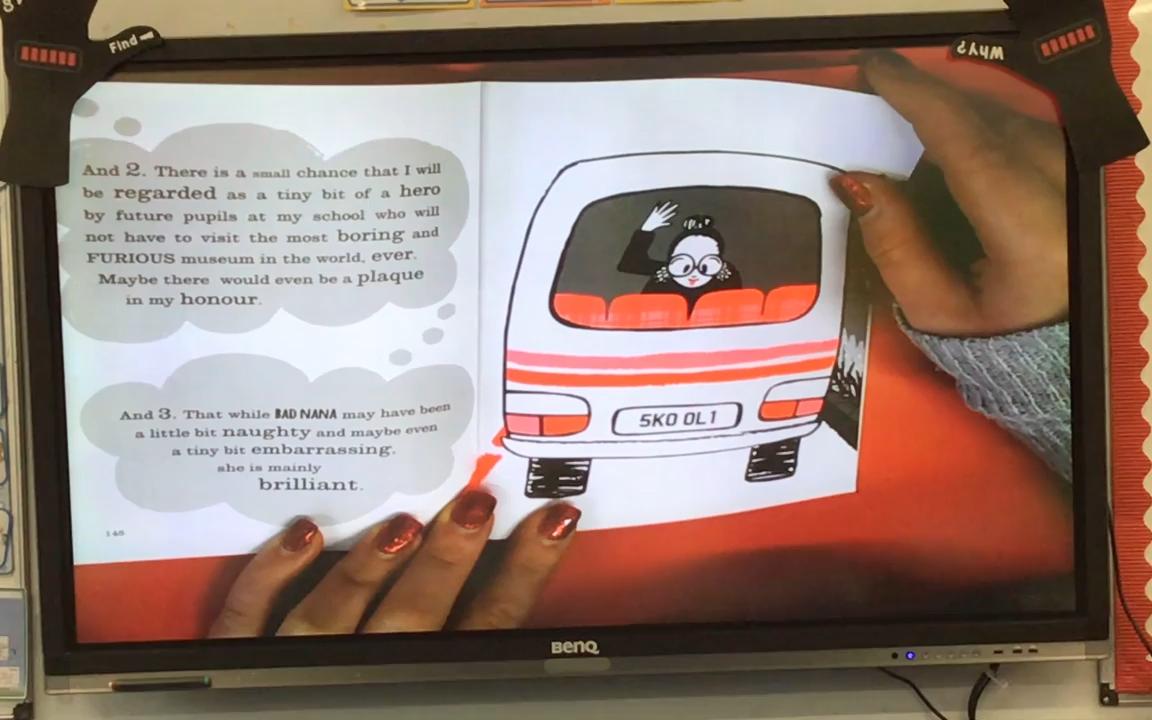 Find
Why?
And 2. There is a small chance that I will
be regarded as a tiny bit of a hero
by future pupils at my school who will
not have to visit the most boring and
FURIOUS museum in the world, ever.
Maybe there would even be a plaque
in my honour.
And 3. That while BAD NANA may have been
a little bit naughty and maybe even
a tiny bit embarrassing,
she is mainly
brilliant.
5KO OL1
BenQ